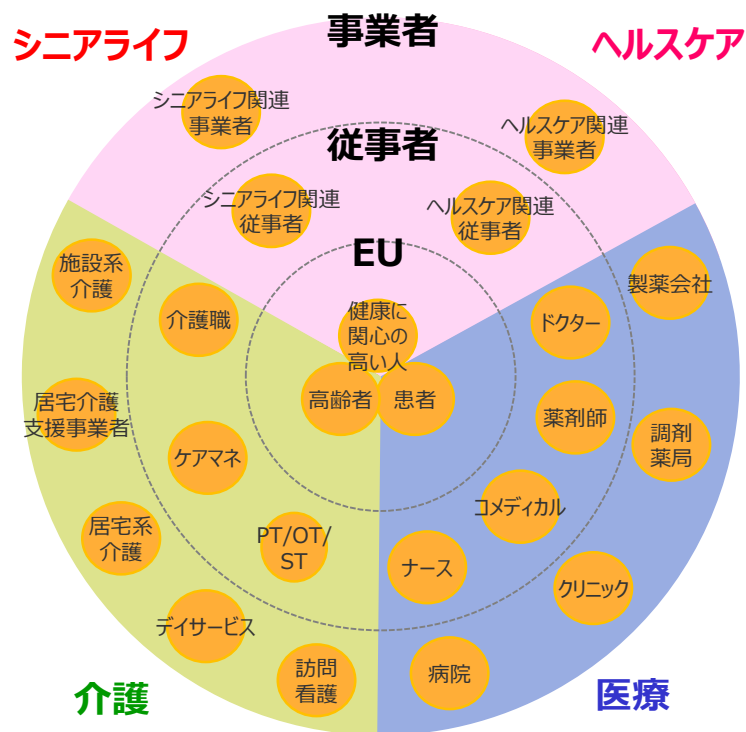 事業者
シニアライフ
ヘルスケア
シニアライフ関連
事業者
ヘルスケア関連
事業者
従事者
シニアライフ関連
従事者
ヘルスケア関連
従事者
EU
施設系
介護
製薬会社
介護職
健康に
関心の
高い人
ドクター
高齢者
患者
居宅介護
支援事業者
薬剤師
調剤
薬局
ケアマネ
コメディカル
居宅系
介護
PT/OT/
ST
ナース
クリニック
デイサービス
訪問
看護
病院
介護
医療